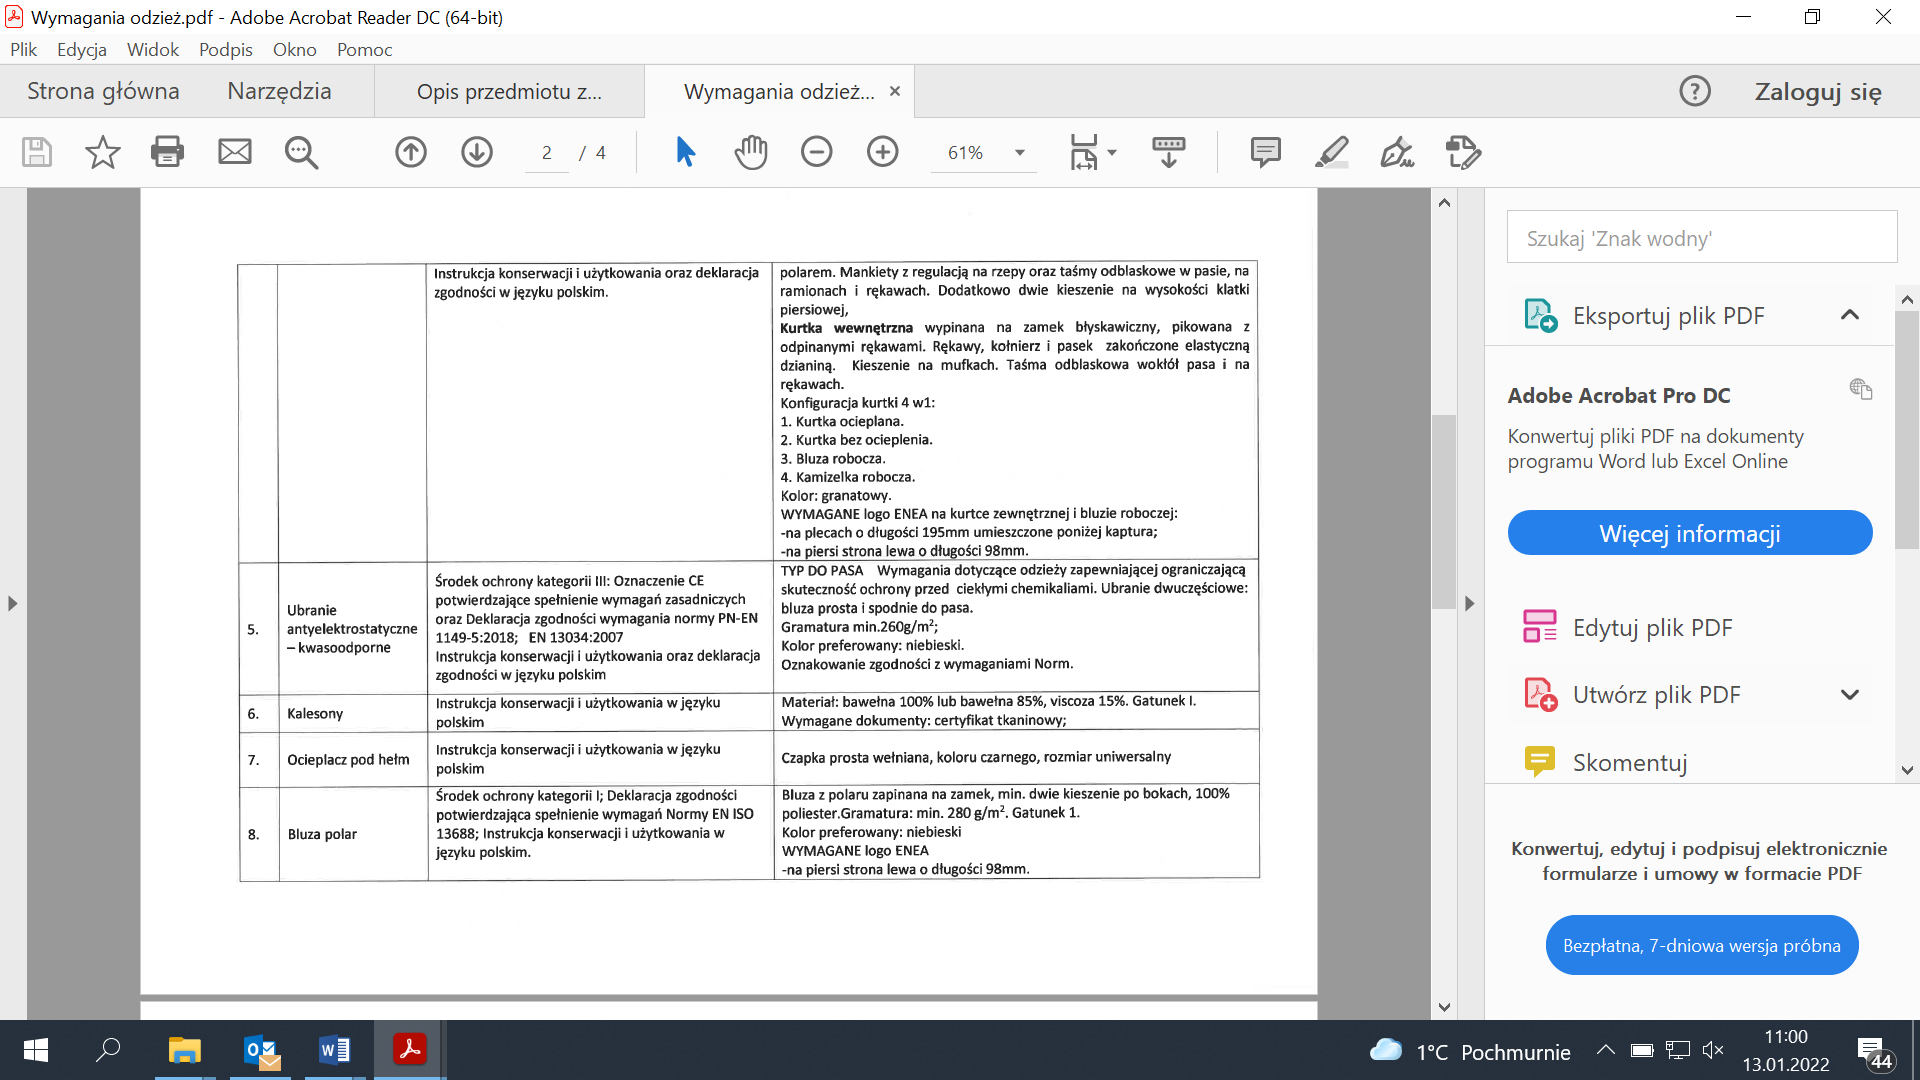 Wymagania odzież.pdf - Adobe Acrobat Reader DC (64-bit)
Plik Edycja Widok Podpis Okno Pomoc
Strona główna Narzędzia Opis przedmiotu z... Wymagania odzież... × Zaloguj się
2 / 4 61%
Instrukcja konserwacji i użytkowania oraz deklaracja
zgodności w języku polskim.
polarem. Mankiety z regulacją na rzepy oraz taśmy odblaskowe w pasie, na
ramionach i rękawach. Dodatkowo dwie kieszenie na wysokości klatki
piersiowej,
Kurtka wewnętrzna wypinana na zamek błyskawiczny, pikowana z
odpinanymi rękawami. Rękawy, kołnierz i pasek zakończone elastyczną
dzianiną. Kieszenie na mufkach. Taśma odblaskowa wokłół pasa i na
rękawach.
Konfiguracja kurtki 4 w1:
1. Kurtka ocieplana.
2. Kurtka bez ocieplenia.
3. Bluza robocza.
4. Kamizelka robocza.
Kolor: granatowy.
WYMAGANE logo ENEA na kurtce zewnętrznej i bluzie roboczej:
-na plecach o długości 195mm umieszczone poniżej kaptura;
-na piersi strona lewa o długości 98mm.
5.
Ubranie
antyelektrostatyczne
– kwasoodporne
Środek ochrony kategorii III: Oznaczenie CE
potwierdzające spełnienie wymagań zasadniczych
oraz Deklaracja zgodności wymagania normy PN-EN
1149-5:2018; EN 13034:2007
Instrukcja konserwacji i użytkowania oraz deklaracja
zgodności w języku polskim
TYP DO PASA Wymagania dotyczące odzieży zapewniającej ograniczającą
skuteczność ochrony przed ciekłymi chemikaliami. Ubranie dwuczęściowe:
bluza prosta i spodnie do pasa.
Gramatura min.260g/m²;
Kolor preferowany: niebieski.
Oznakowanie zgodności z wymaganiami Norm.
6.
Kalesony
Instrukcja konserwacji i użytkowania w języku
polskim
Materiał: bawełna 100% lub bawełna 85%, viscoza 15%. Gatunek I.
Wymagane dokumenty: certyfikat tkaninowy;
7.
Ocieplacz pod hełm
Instrukcja konserwacji i użytkowania w języku
polskim
Czapka prosta wełniana, koloru czarnego, rozmiar uniwersalny
8.
Bluza polar
Środek ochrony kategorii I; Deklaracja zgodności
potwierdzająca spełnienie wymagań Normy EN ISO
13688; Instrukcja konserwacji i użytkowania w
języku polskim.
Bluza z polaru zapinana na zamek, min. dwie kieszenie po bokach, 100%
poliester.Gramatura: min. 280 g/m². Gatunek 1.
Kolor preferowany: niebieski
WYMAGANE logo ENEA
-na piersi strona lewa o długości 98mm.
Szukaj 'Znak wodny'
Eksportuj plik PDF
Adobe Acrobat Pro DC
Konwertuj pliki PDF na dokumenty
programu Word lub Excel Online
Więcej informacji
Edytuj plik PDF
Utwórz plik PDF
Skomentuj
Konwertuj, edytuj i podpisuj elektronicznie
formularze i umowy w formacie PDF
Bezpłatna, 7-dniowa wersja próbna
1°C Pochmurnie
11:00
13.01.2022
44